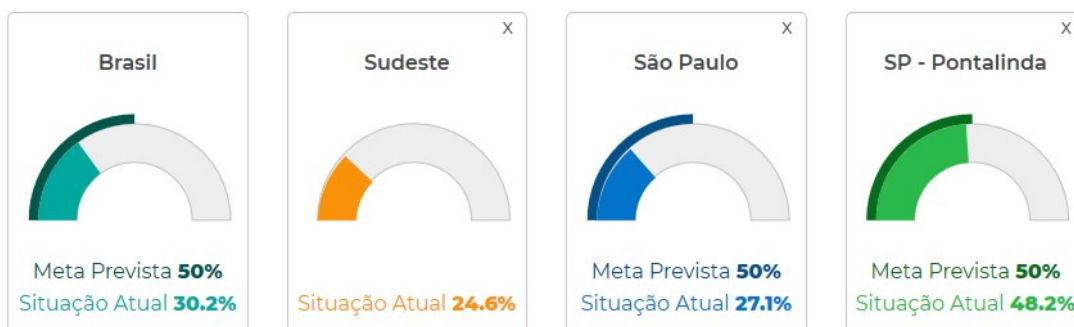 Brasil
Meta Prevista 50%
Situação Atual 30.2%
X
Sudeste
Situação Atual 24.6%
X
São Paulo
Meta Prevista 50%
Situação Atual 27.1%
X
SP - Pontalinda
Meta Prevista 50%
Situação Atual 48.2%